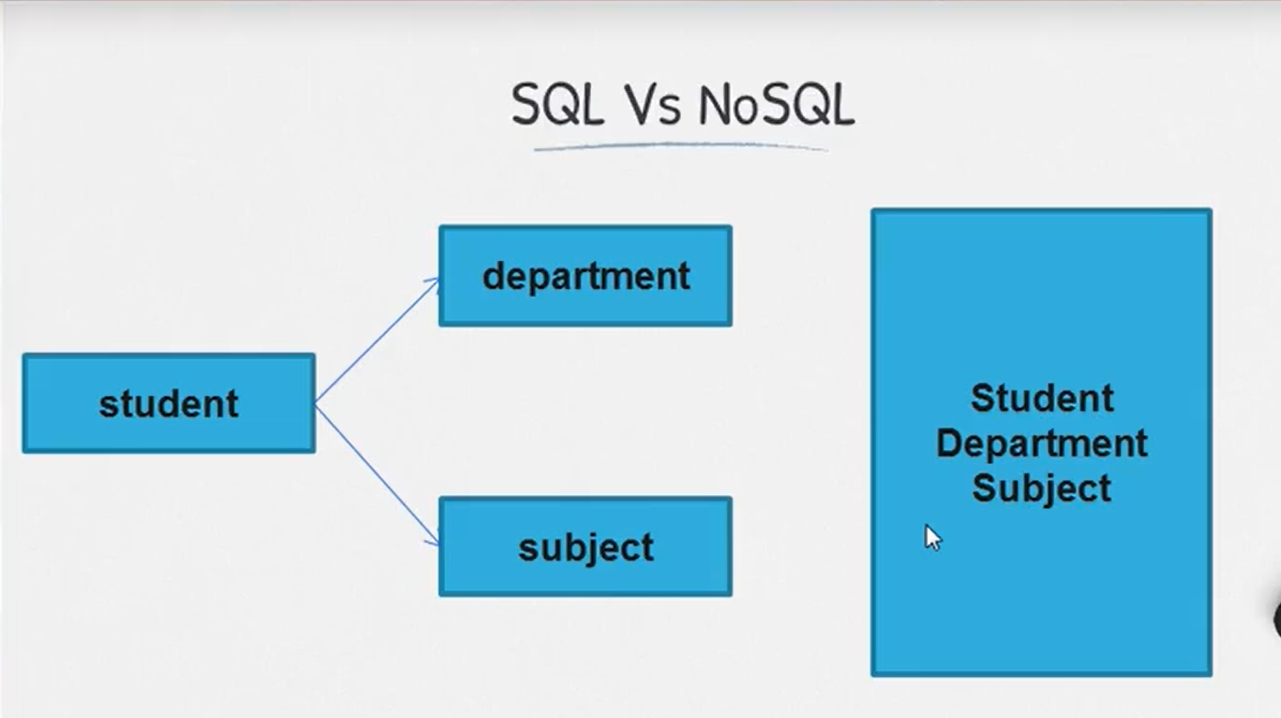 SQL Vs NoSQL
department
student
subject
Student
Department
Subject